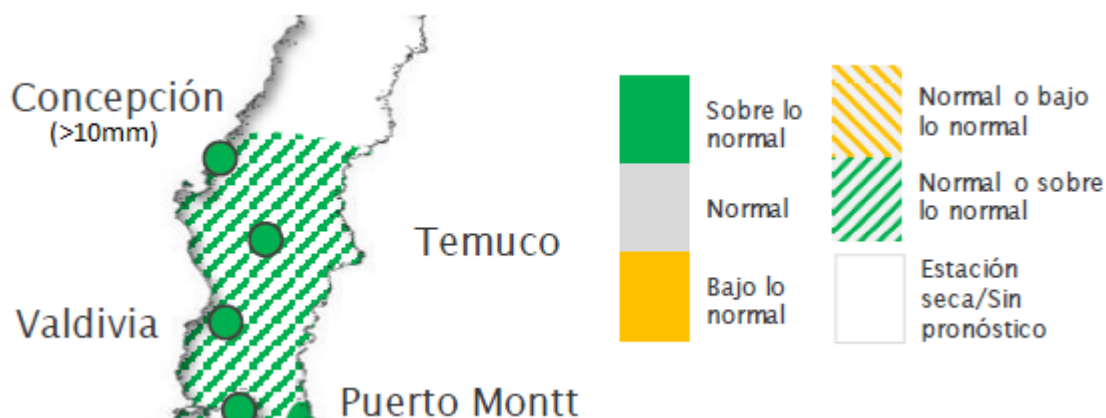 Concepción
(>10mm)
Temuco
Valdivia
Puerto Montt
Sobre lo
normal
Normal
Bajo lo
normal
Normal o bajo
lo normal
Normal o sobre
lo normal
Estación
seca/Sin
pronóstico